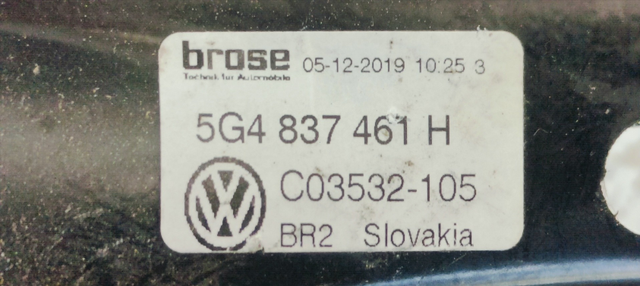 brose 05-12-2019 10:25 3
Technik für Automobile
5G4 837 461 H
C03532-105
BR2 Slovakia